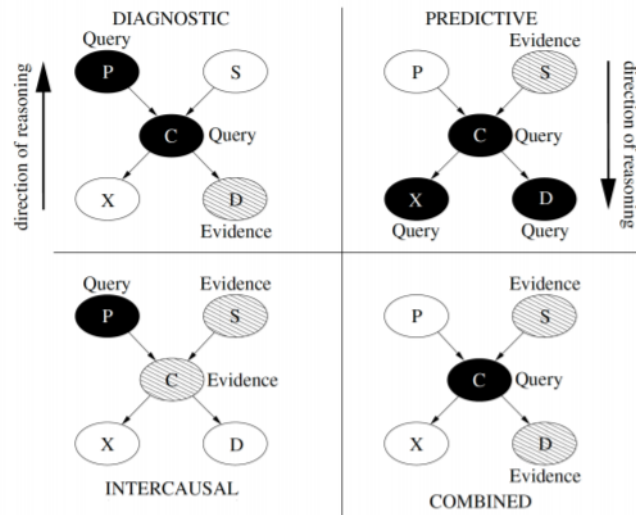 DIAGNOSTIC
Query
P
S
C
Query
X
D
Evidence
direction of reasoning
PREDICTIVE
Evidence
P
S
C
Query
X
D
Query
Query
direction of reasoning
Query
Evidence
P
S
C
Evidence
X
D
INTERCAUSAL
Evidence
P
S
C
Query
X
D
Evidence
COMBINED